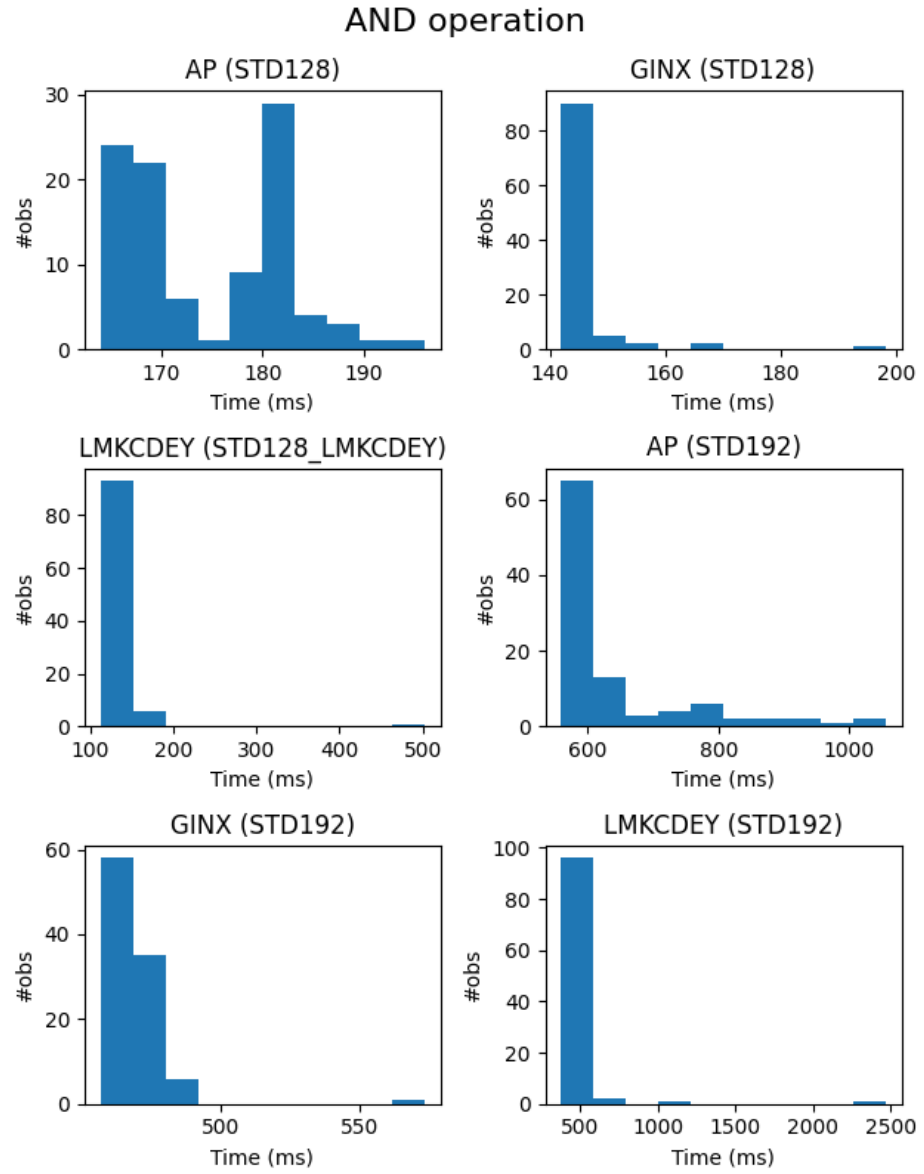 AND operation
AP (STD128)
30
20
10
0
#obs
170 180 190
Time (ms)
GINX (STD128)
80
60
40
20
0
#obs
140 160 180 200
Time (ms)
LMKCDEY (STD128_LMKCDEY)
80
60
40
20
0
#obs
100 200 300 400 500
Time (ms)
AP (STD192)
60
40
20
0
#obs
600 800 1000
Time (ms)
GINX (STD192)
60
40
20
0
#obs
500 550
Time (ms)
LMKCDEY (STD192)
100
80
60
40
20
0
#obs
500 1000 1500 2000 2500
Time (ms)